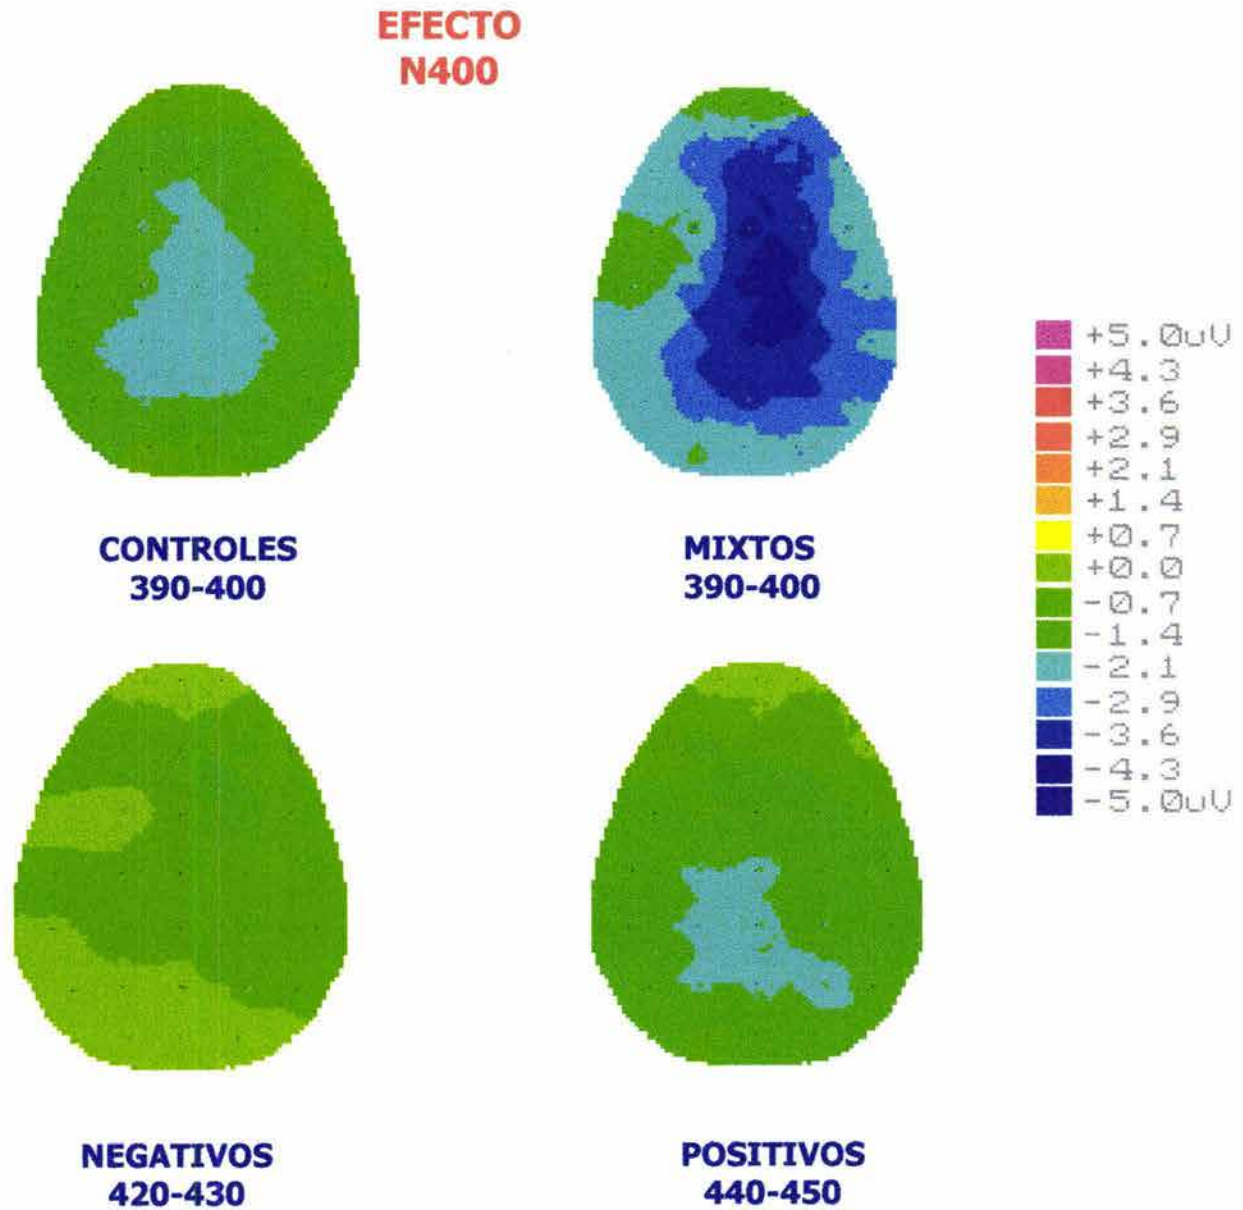 EFECTO
N400
CONTROLES
390-400
MIXTOS
390-400
+5.0uV
+4.3
+3.6
+2.9
+2.1
+1.4
+0.7
+0.0
-0.7
-1.4
-2.1
-2.9
-3.6
-4.3
-5.0uV
NEGATIVOS
420-430
POSITIVOS
440-450